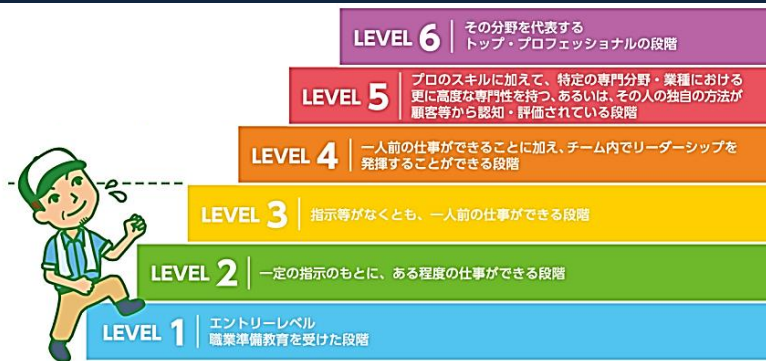 LEVEL 6 その分野を代表する
トップ・プロフェッショナルの段階
LEVEL 5 プロのスキルに加えて、特定の専門分野・業種における
更に高度な専門性を持つ、あるいは、その人の独自の方法が
顧客等から認知・評価されている段階
LEVEL 4 一人前の仕事ができることに加え、チーム内でリーダーシップを
発揮することができる段階
LEVEL 3 指示等がなくとも、一人前の仕事ができる段階
LEVEL 2 一定の指示のもとに、ある程度の仕事ができる段階
LEVEL 1 エントリーレベル
職業準備教育を受けた段階